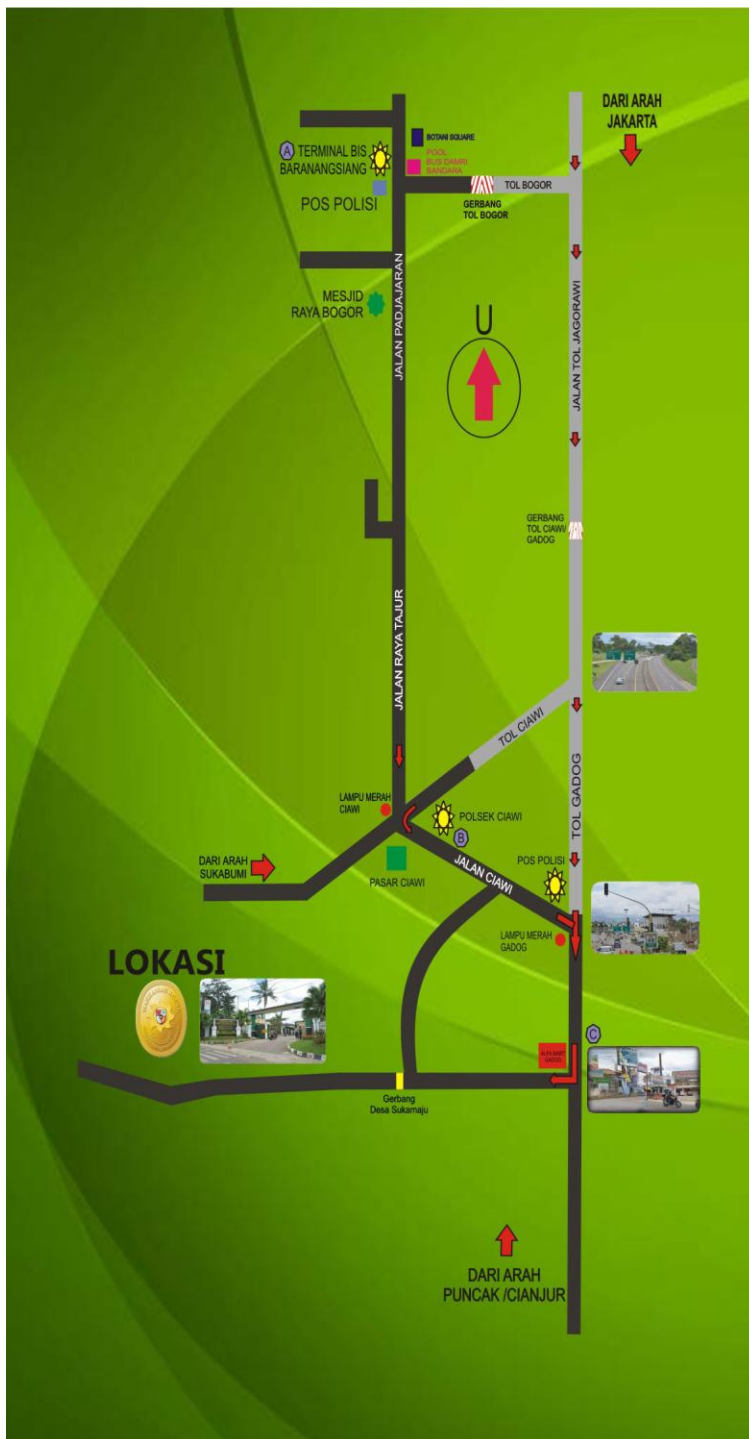 DARI ARAH
JAKARTA
BOTANI SQUARE
A
TERMINAL BIS
BARANANGSIANG
POOL
BUS DAMRI
BANDARA
TOL BOGOR
POS POLISI
GERBANG
TOL BOGOR
JALAN PADJAJARAN
JALAN TOL JAGORAWI
MESJID
RAYA BOGOR
U
GERBANG
TOL CIAWI/
GADOG
JALAN RAYA TAJUR
TOL CIAWI
TOL GADOG
LAMPU MERAH
CIAWI
POLSEK CIAWI
B
DARI ARAH
SUKABUMI
PASAR CIAWI
JALAN CIAWI
POS POLISI
LAMPU MERAH
GADOG
LOKASI
C
ALFA MART
GADOG
Gerbang
Desa Sukamaju
DARI ARAH
PUNCAK /CIANJUR